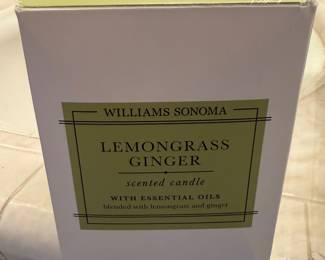 WILLIAMS SONOMA
LEMONGRASS
GINGER
scented candle
WITH ESSENTIAL OILS
blended with lemongrass and ginger